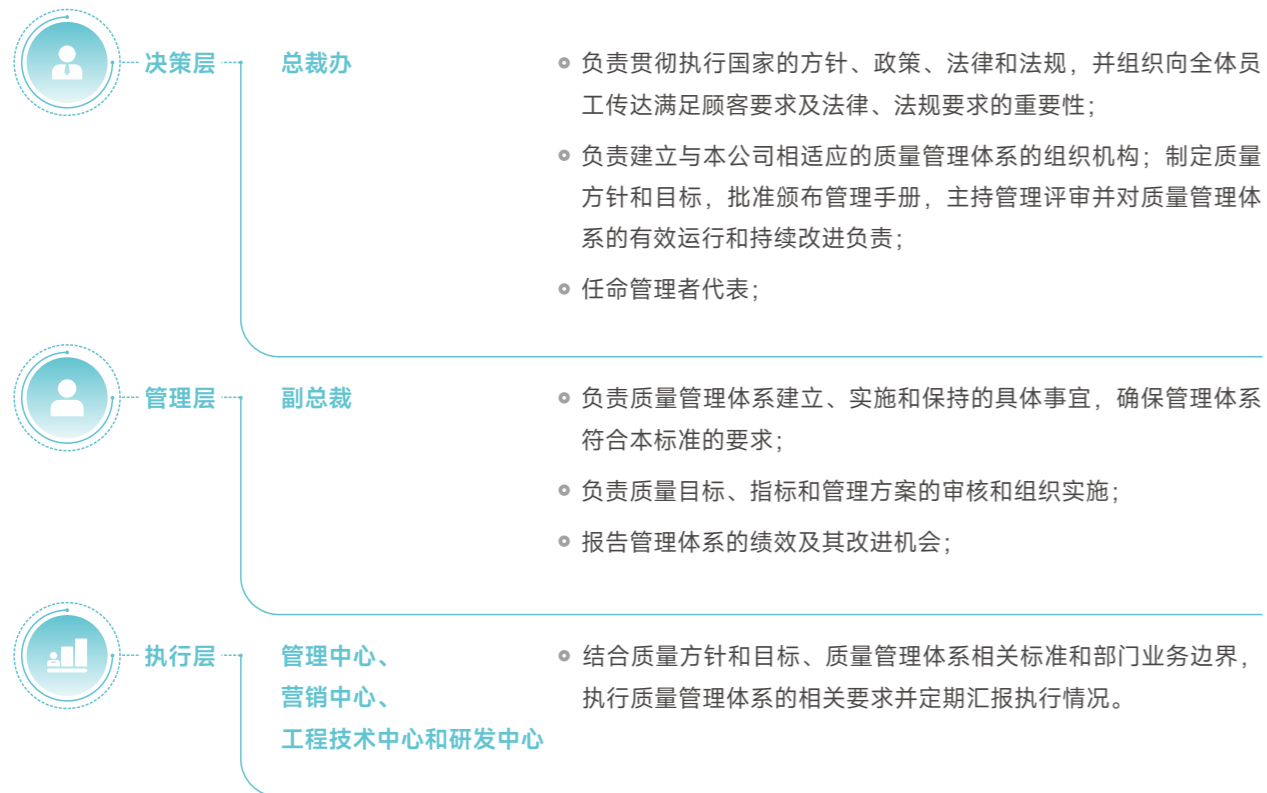 决策层
总裁办
负责贯彻执行国家的方针、政策、法律和法规，并组织向全体员
工传达满足顾客要求及法律、法规要求的重要性；
负责建立与本公司相适应的质量管理体系的组织机构；制定质量
方针和目标，批准颁布管理手册，主持管理评审并对质量管理体
系的有效运行和持续改进负责；
任命管理者代表；
管理层
副总裁
负责质量管理体系建立、实施和保持的具体事宜，确保管理体系
符合本标准的要求；
负责质量目标、指标和管理方案的审核和组织实施；
报告管理体系的绩效及其改进机会；
执行层
管理中心、
营销中心、
工程技术中心和研发中心
结合质量方针和目标、质量管理体系相关标准和部门业务边界，
执行质量管理体系的相关要求并定期汇报执行情况。